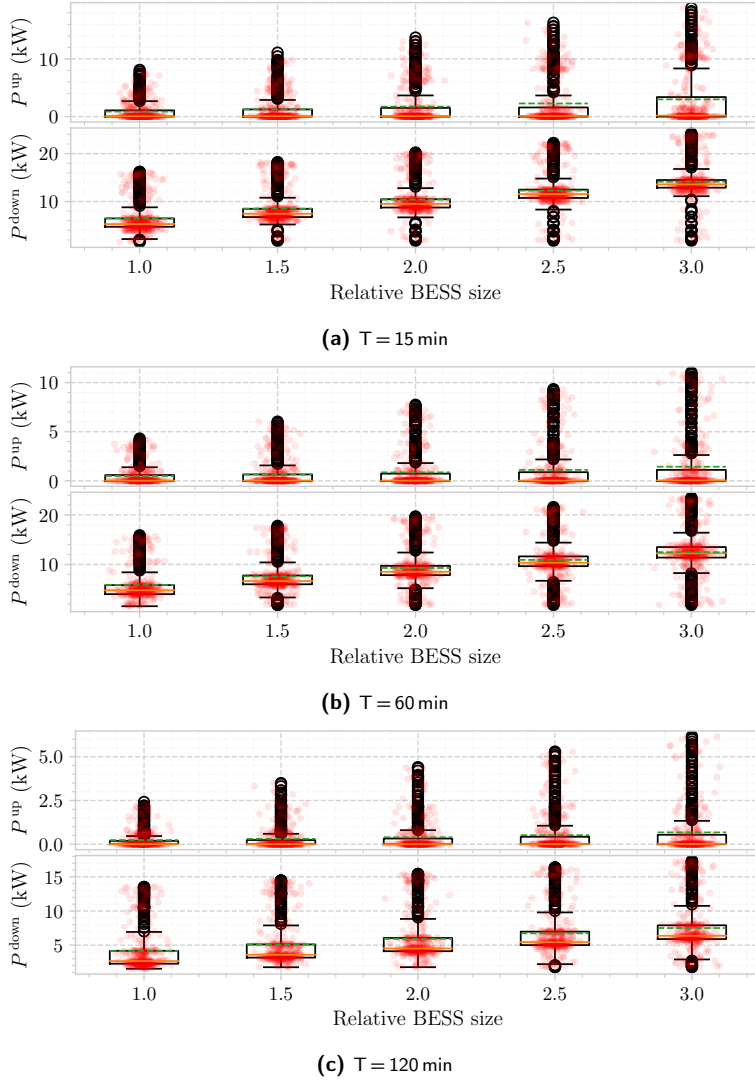 P up (kW)
10
0
P down (kW)
20
10
1.0 1.5 2.0 2.5 3.0
Relative BESS size
(a) T = 15 min
P up (kW)
10
5
0
P down (kW)
20
10
1.0 1.5 2.0 2.5 3.0
Relative BESS size
(b) T = 60 min
P up (kW)
5.0
2.5
0.0
P down (kW)
15
10
5
1.0 1.5 2.0 2.5 3.0
Relative BESS size
(c) T = 120 min